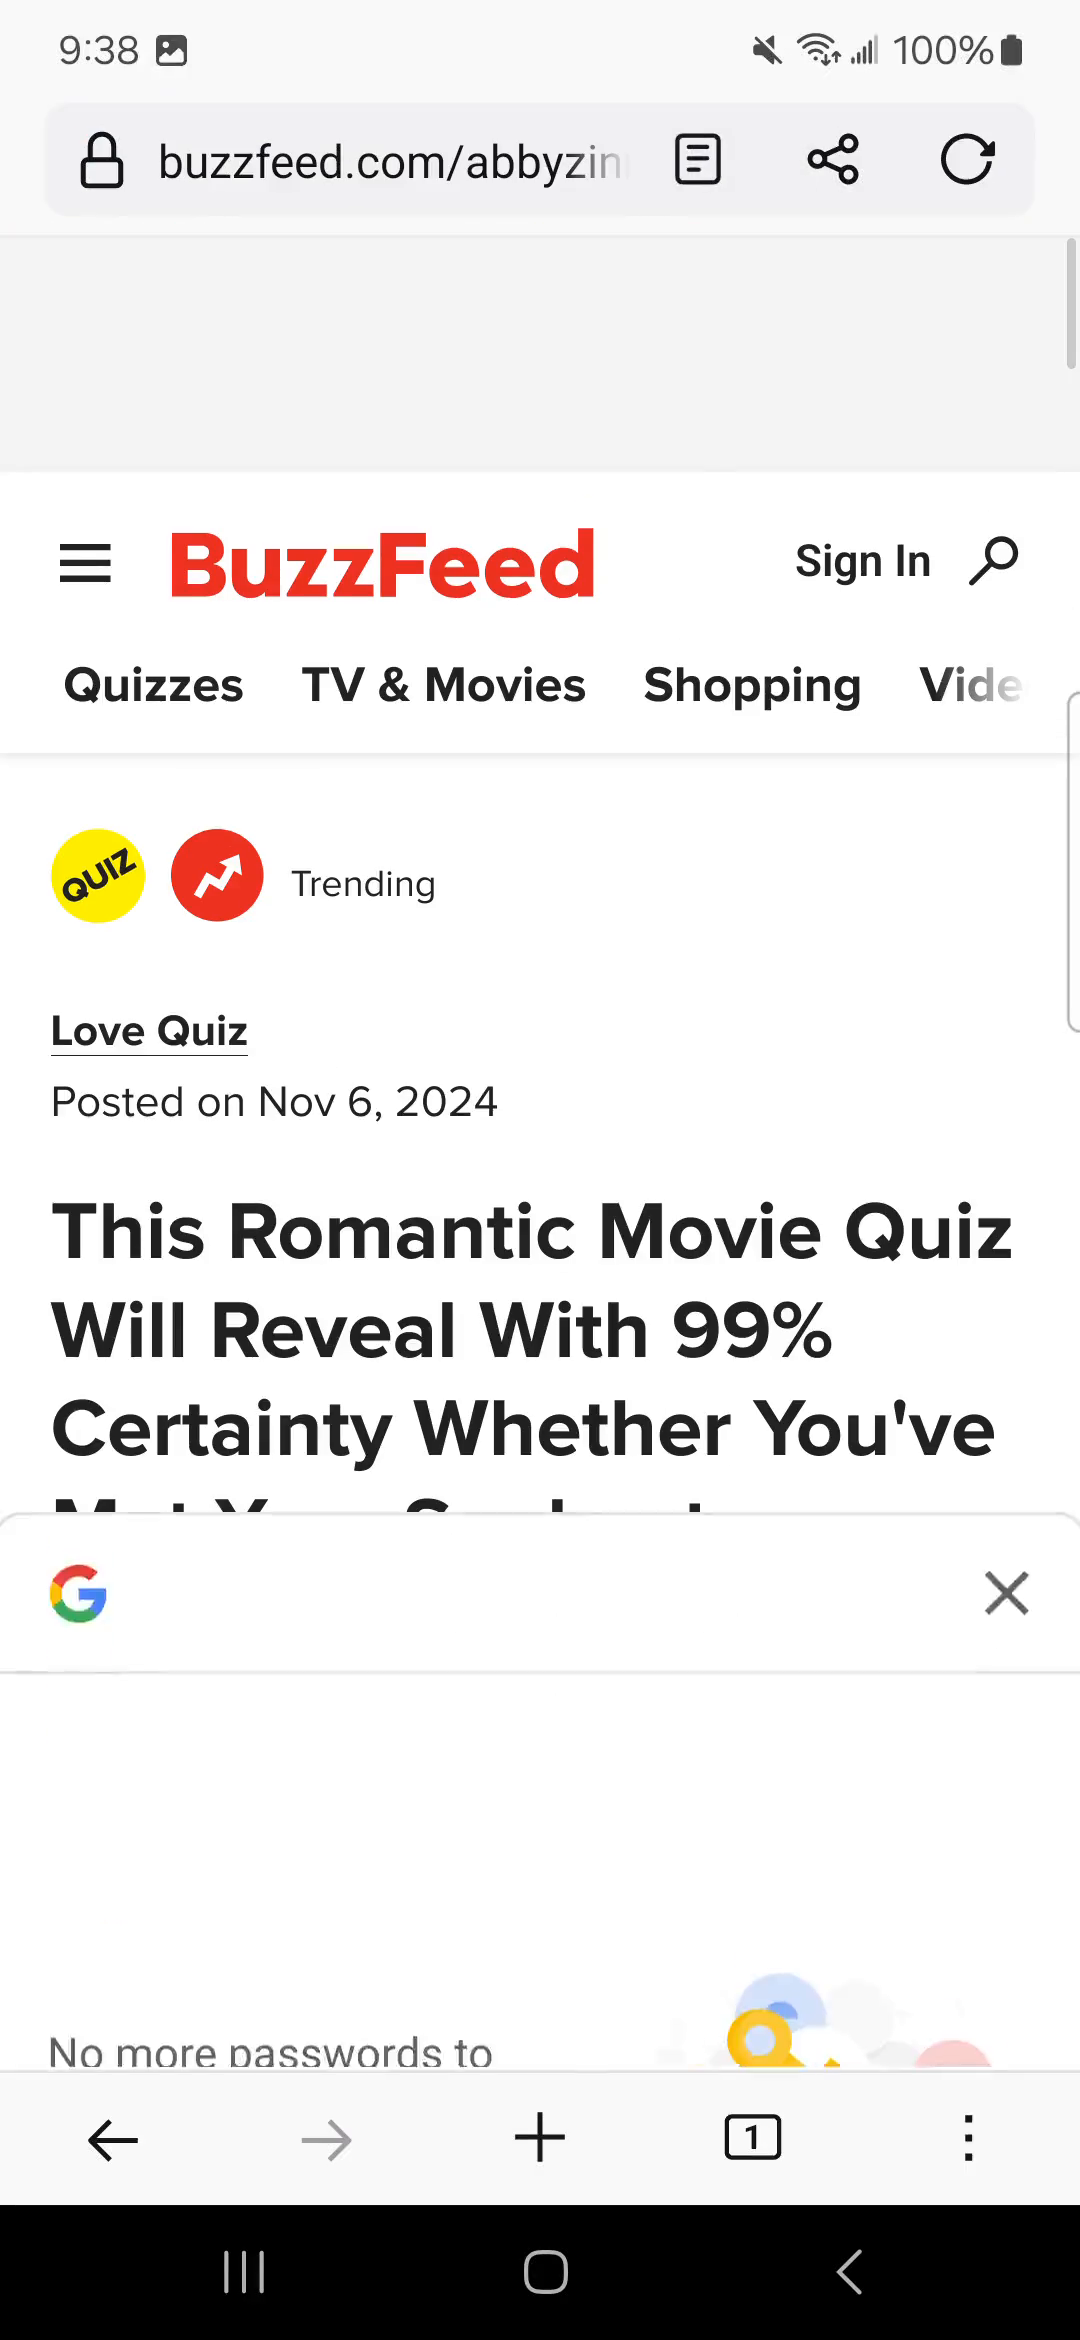 9:38 100%
buzzfeed.com/abbyzin
BuzzFeed Sign In
Quizzes TV & Movies Shopping Vide
QUIZ Trending
Love Quiz
Posted on Nov 6, 2024
This Romantic Movie Quiz
Will Reveal With 99%
Certainty Whether You've
No more passwords to
1